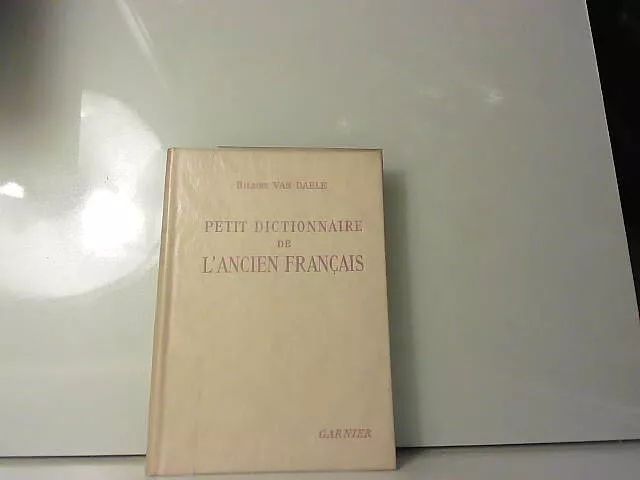 Hilaire VAN DAELE
PETIT DICTIONNAIRE
DE
L'ANCIEN FRANÇAIS
GARNIER